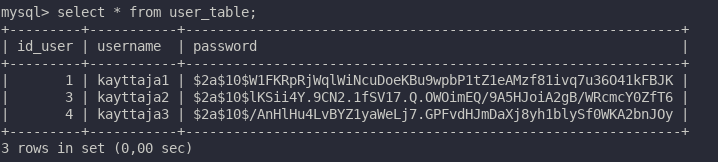 mysql> select * from user_table;
+---------+-----------+--------------------------------------------------------------+
| id_user | username  | password                                                     |
+---------+-----------+--------------------------------------------------------------+
|       1 | kayttaja1 | $2a$10$W1FKRpRjWqlWiNcuDoeKBu9wpbP1tZ1eAMzf81ivq7u36O41kFBJK |
|       3 | kayttaja2 | $2a$10$lKSii4Y.9CN2.1fSV17.Q.OWOimEQ/9A5HJoiA2gB/WRcmcY0ZfT6 |
|       4 | kayttaja3 | $2a$10$/AnHlHu4LvBYZ1yaWeLj7.GPFvdHJmDaXj8yh1blySf0WKA2bnJOy |
+---------+-----------+--------------------------------------------------------------+
3 rows in set (0,00 sec)